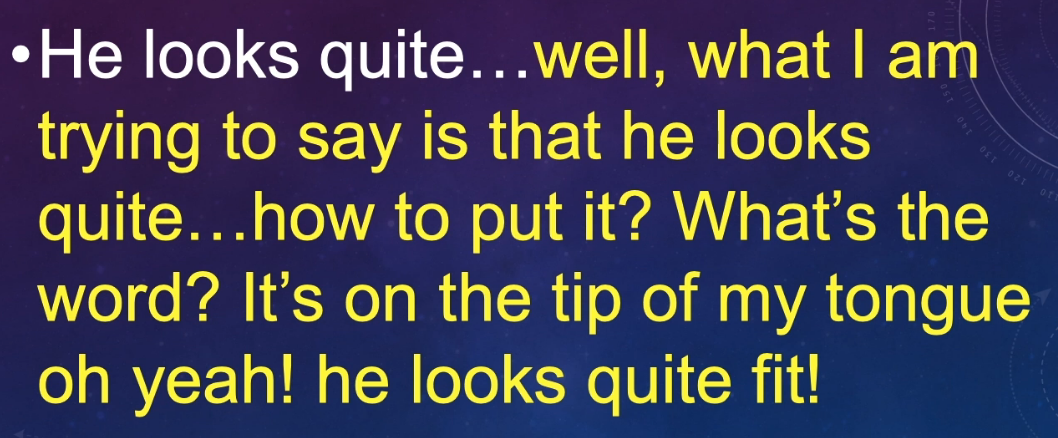 •He looks quite…well, what I am
trying to say is that he looks
quite…how to put it? What’s the
word? It’s on the tip of my tongue
oh yeah! he looks quite fit!